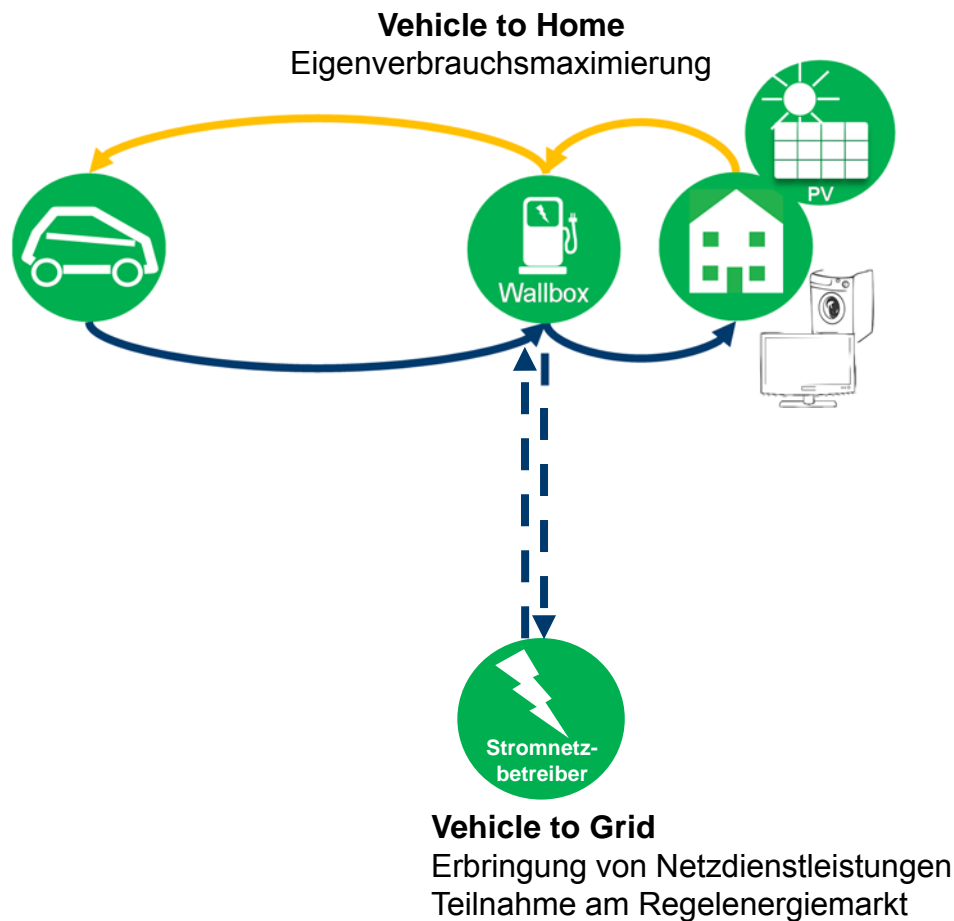 Vehicle to Home
Eigenverbrauchsmaximierung
PV
Wallbox
Stromnetz-
betreiber
Vehicle to Grid
Erbringung von Netzdienstleistungen
Teilnahme am Regelenergiemarkt